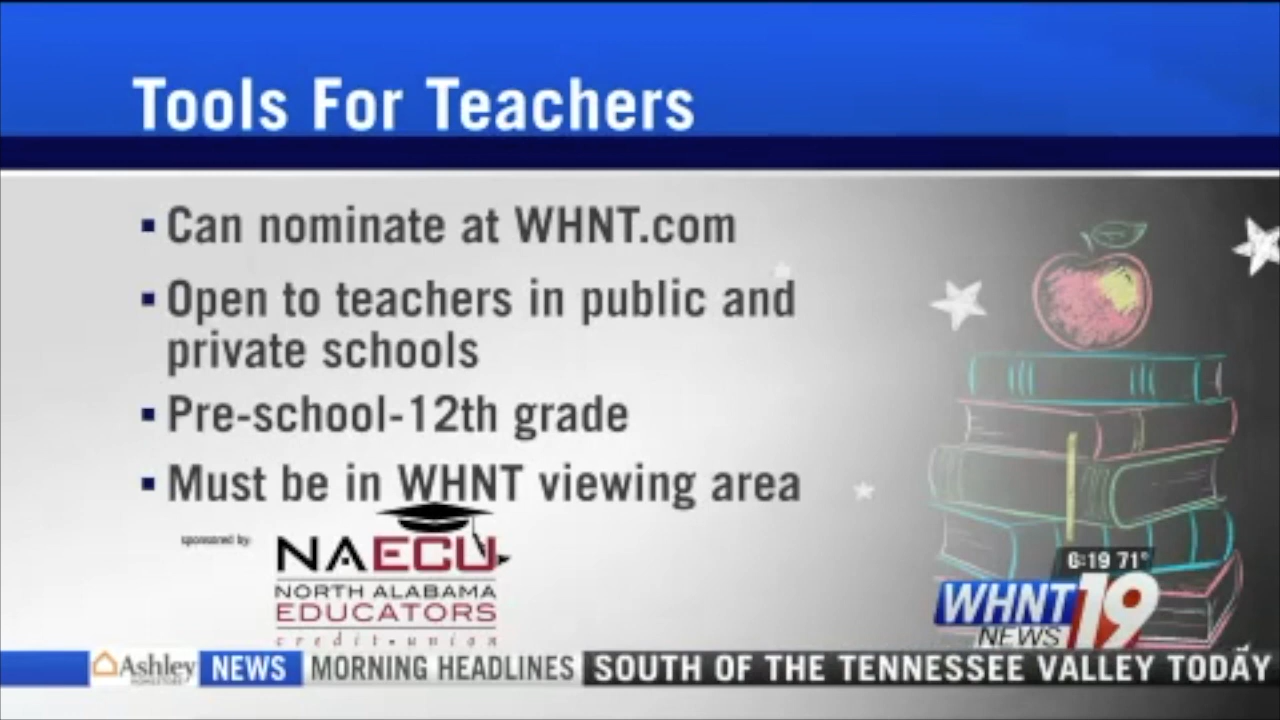 Tools For Teachers
▪ Can nominate at WHNT.com
▪ Open to teachers in public and
private schools
▪ Pre-school-12th grade
▪ Must be in WHNT viewing area
sponsored by
NAECU
NORTH ALABAMA
EDUCATORS
credit•union
6:19 71°
WHNT 19
NEWS
Ashley NEWS MORNING HEADLINES SOUTH OF THE TENNESSEE VALLEY TODAY